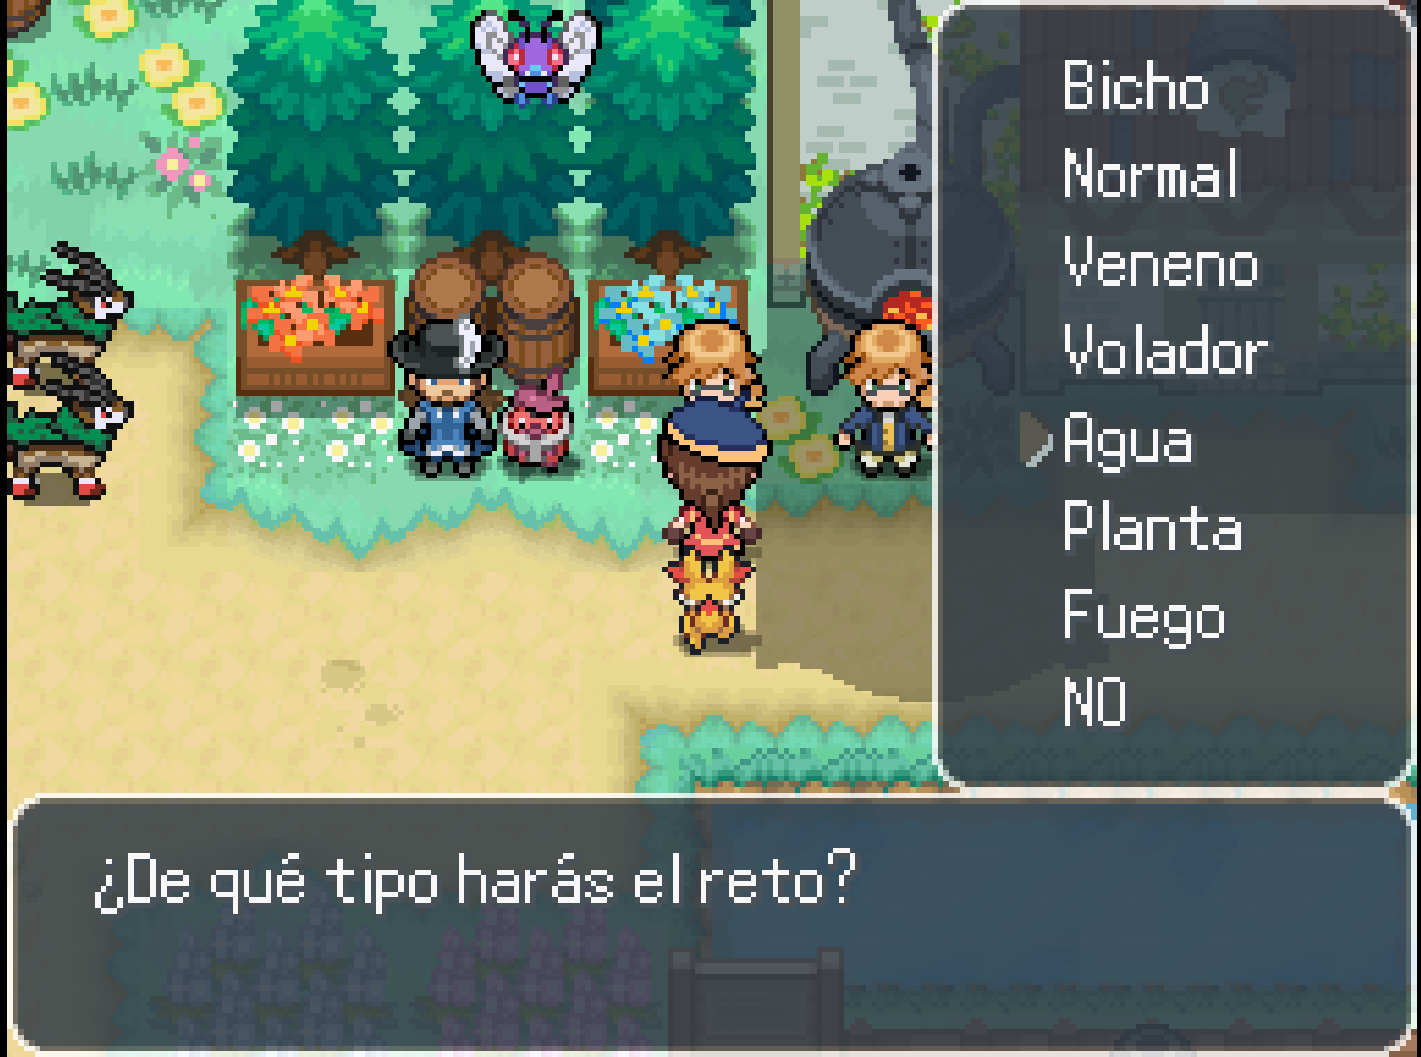 Bicho
Normal
Veneno
Volador
Agua
Planta
Fuego
NO
¿De qué tipo harás el reto?